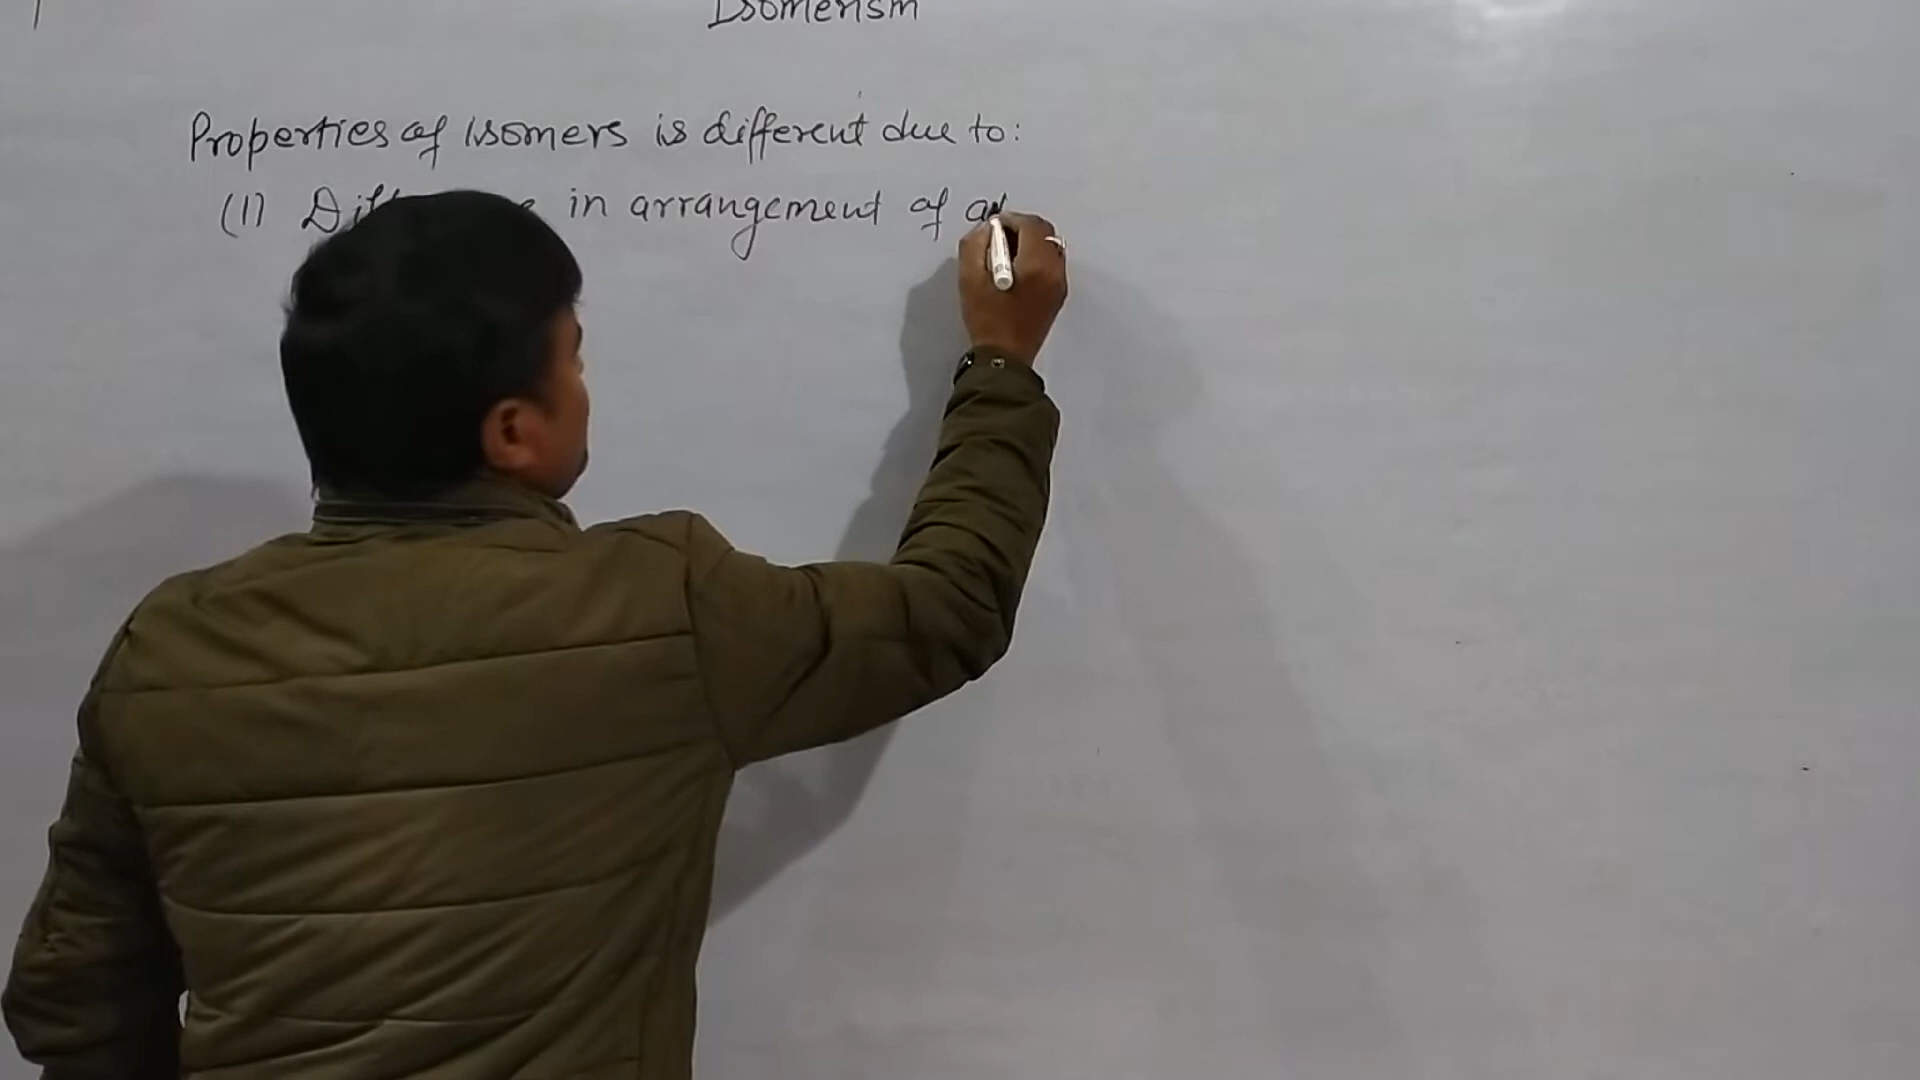 Isomerism
Properties of isomers is different due to:
(1) in arrangement of